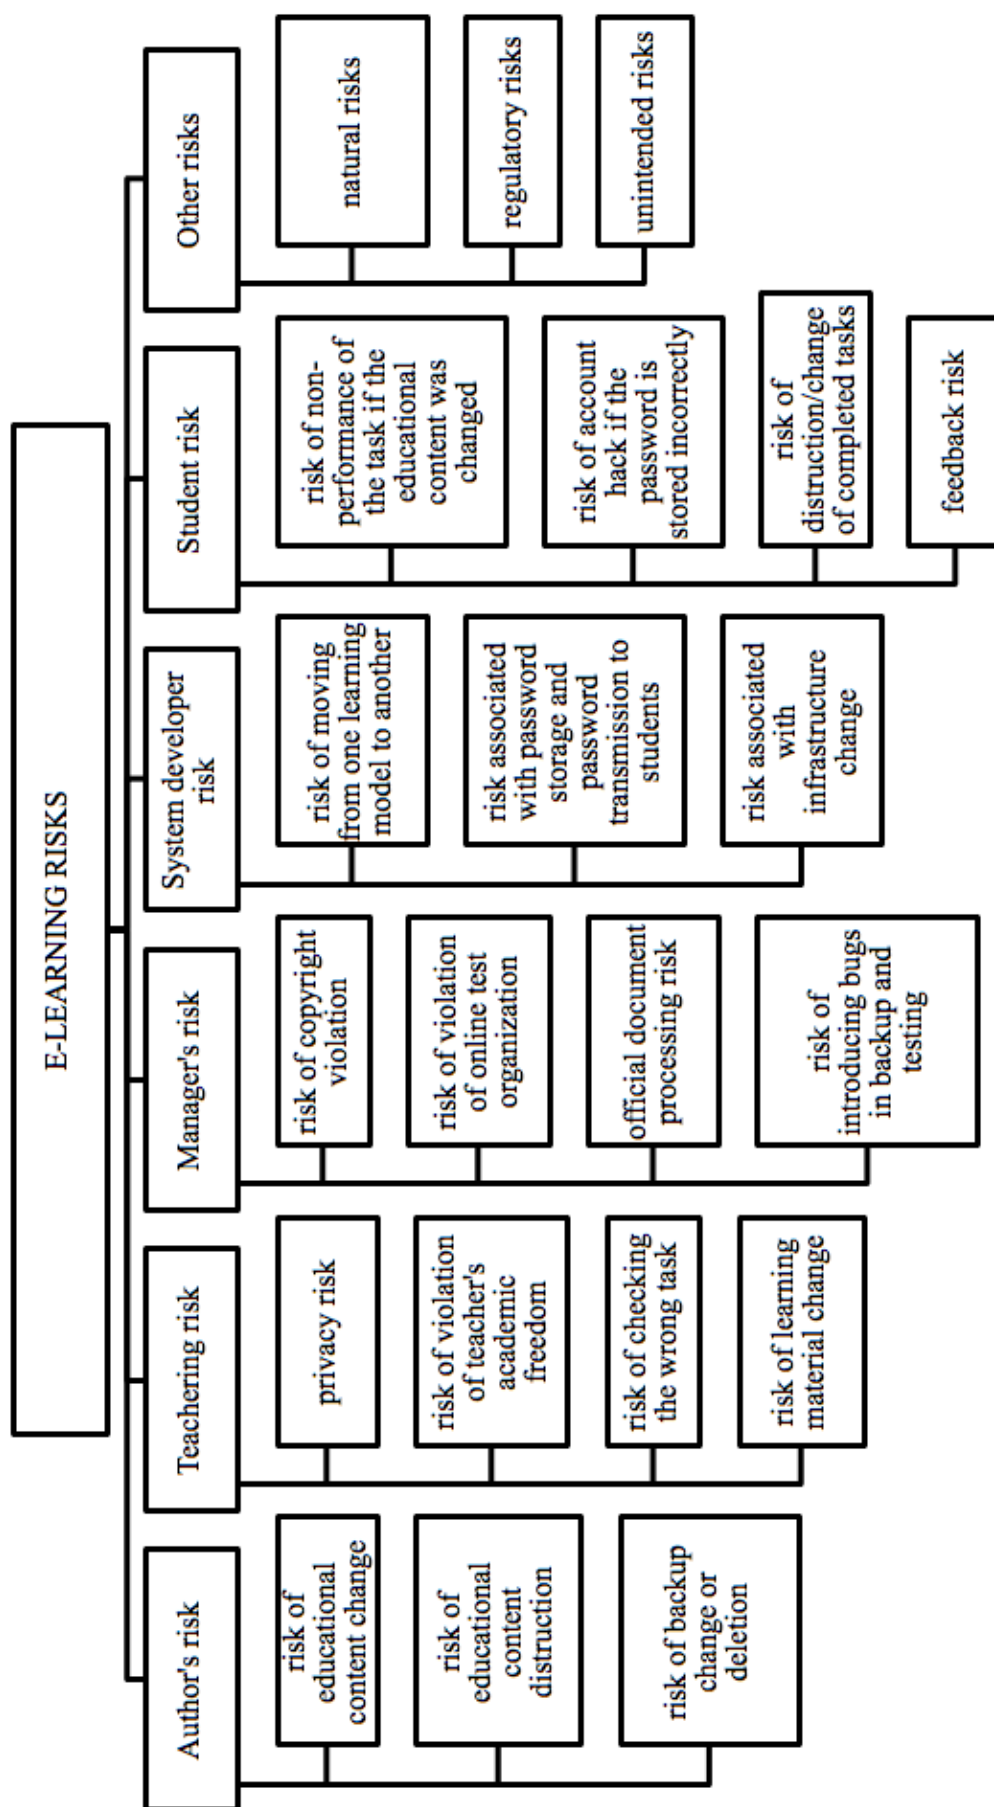 E-LEARNING RISKS
Author's risk
risk of
educational
content change
risk of
educational
content
distruction
risk of backup
change or
deletion
Teachering risk
privacy risk
risk of violation
of teacher's
academic
freedom
risk of checking
the wrong task
risk of learning
material change
Manager's risk
risk of copyright
violation
risk of violation
of online test
organization
official document
processing risk
risk of
introducing bugs
in backup and
testing
System developer
risk
risk of moving
from one learning
model to another
risk associated
with password
storage and
password
transmission to
students
risk associated
with
infrastructure
change
Student risk
risk of non-
performance of
the task if the
educational
content was
changed
risk of account
hack if the
password is
stored incorrectly
risk of
distruction/change
of completed tasks
feedback risk
Other risks
natural risks
regulatory risks
unintended risks